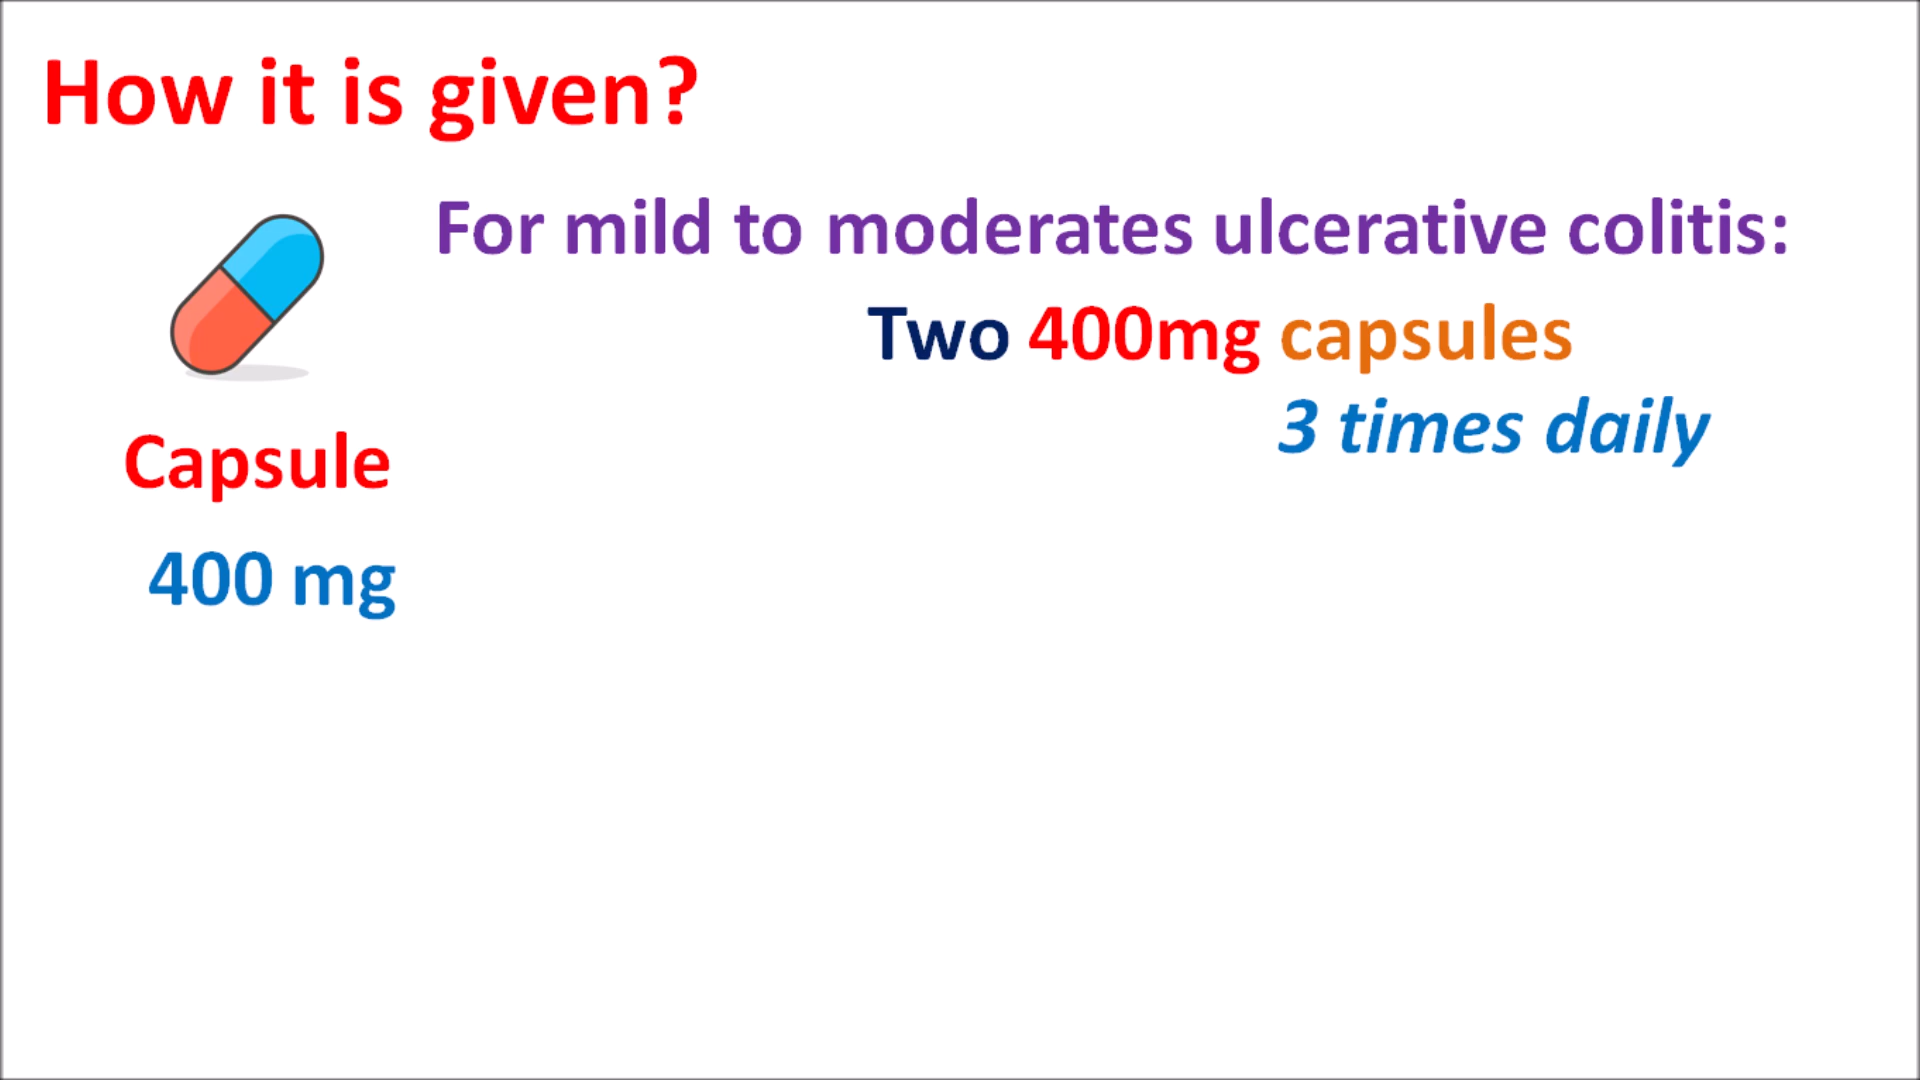 How it is given?
For mild to moderates ulcerative colitis:
Two 400mg capsules
3 times daily
Capsule
400 mg